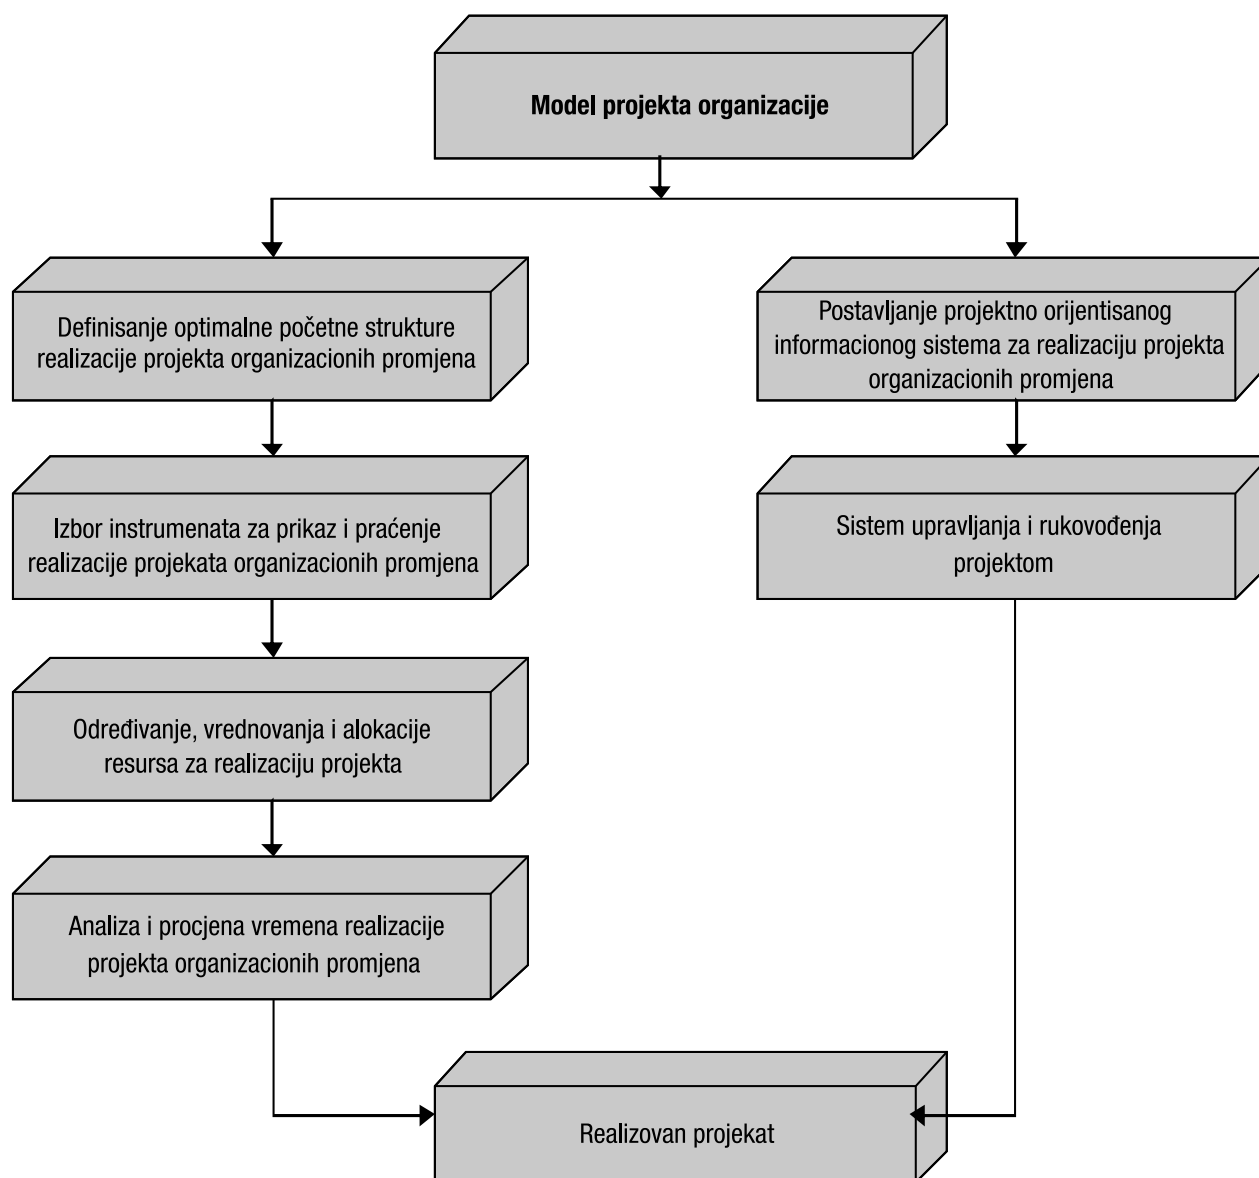 Model projekta organizacije
Definisanje optimalne početne strukture
realizacije projekta organizacionih promjena
Postavljanje projektno orijentisanog
informacionog sistema za realizaciju projekta
organizacionih promjena
Izbor instrumenata za prikaz i praćenje
realizacije projekata organizacionih promjena
Sistem upravljanja i rukovođenja
projektom
Određivanje, vrednovanja i alokacije
resursa za realizaciju projekta
Analiza i procjena vremena realizacije
projekta organizacionih promjena
Realizovan projekat